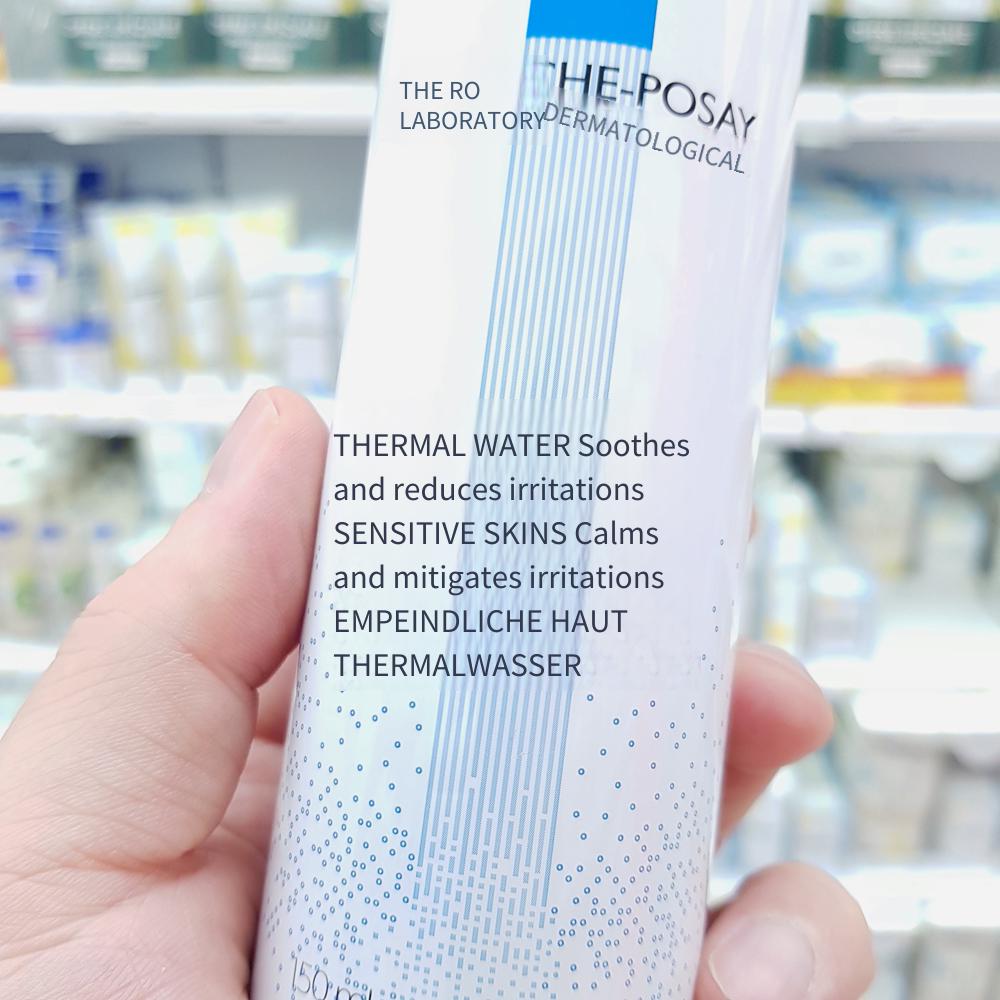 THE RO
THE-POSAY
LABORATORY
DERMATOLOGICAL
THERMAL WATER Soothes
and reduces irritations
SENSITIVE SKINS Calms
and mitigates irritations
EMPEINDLICHE HAUT
THERMALWASSER
150 ml